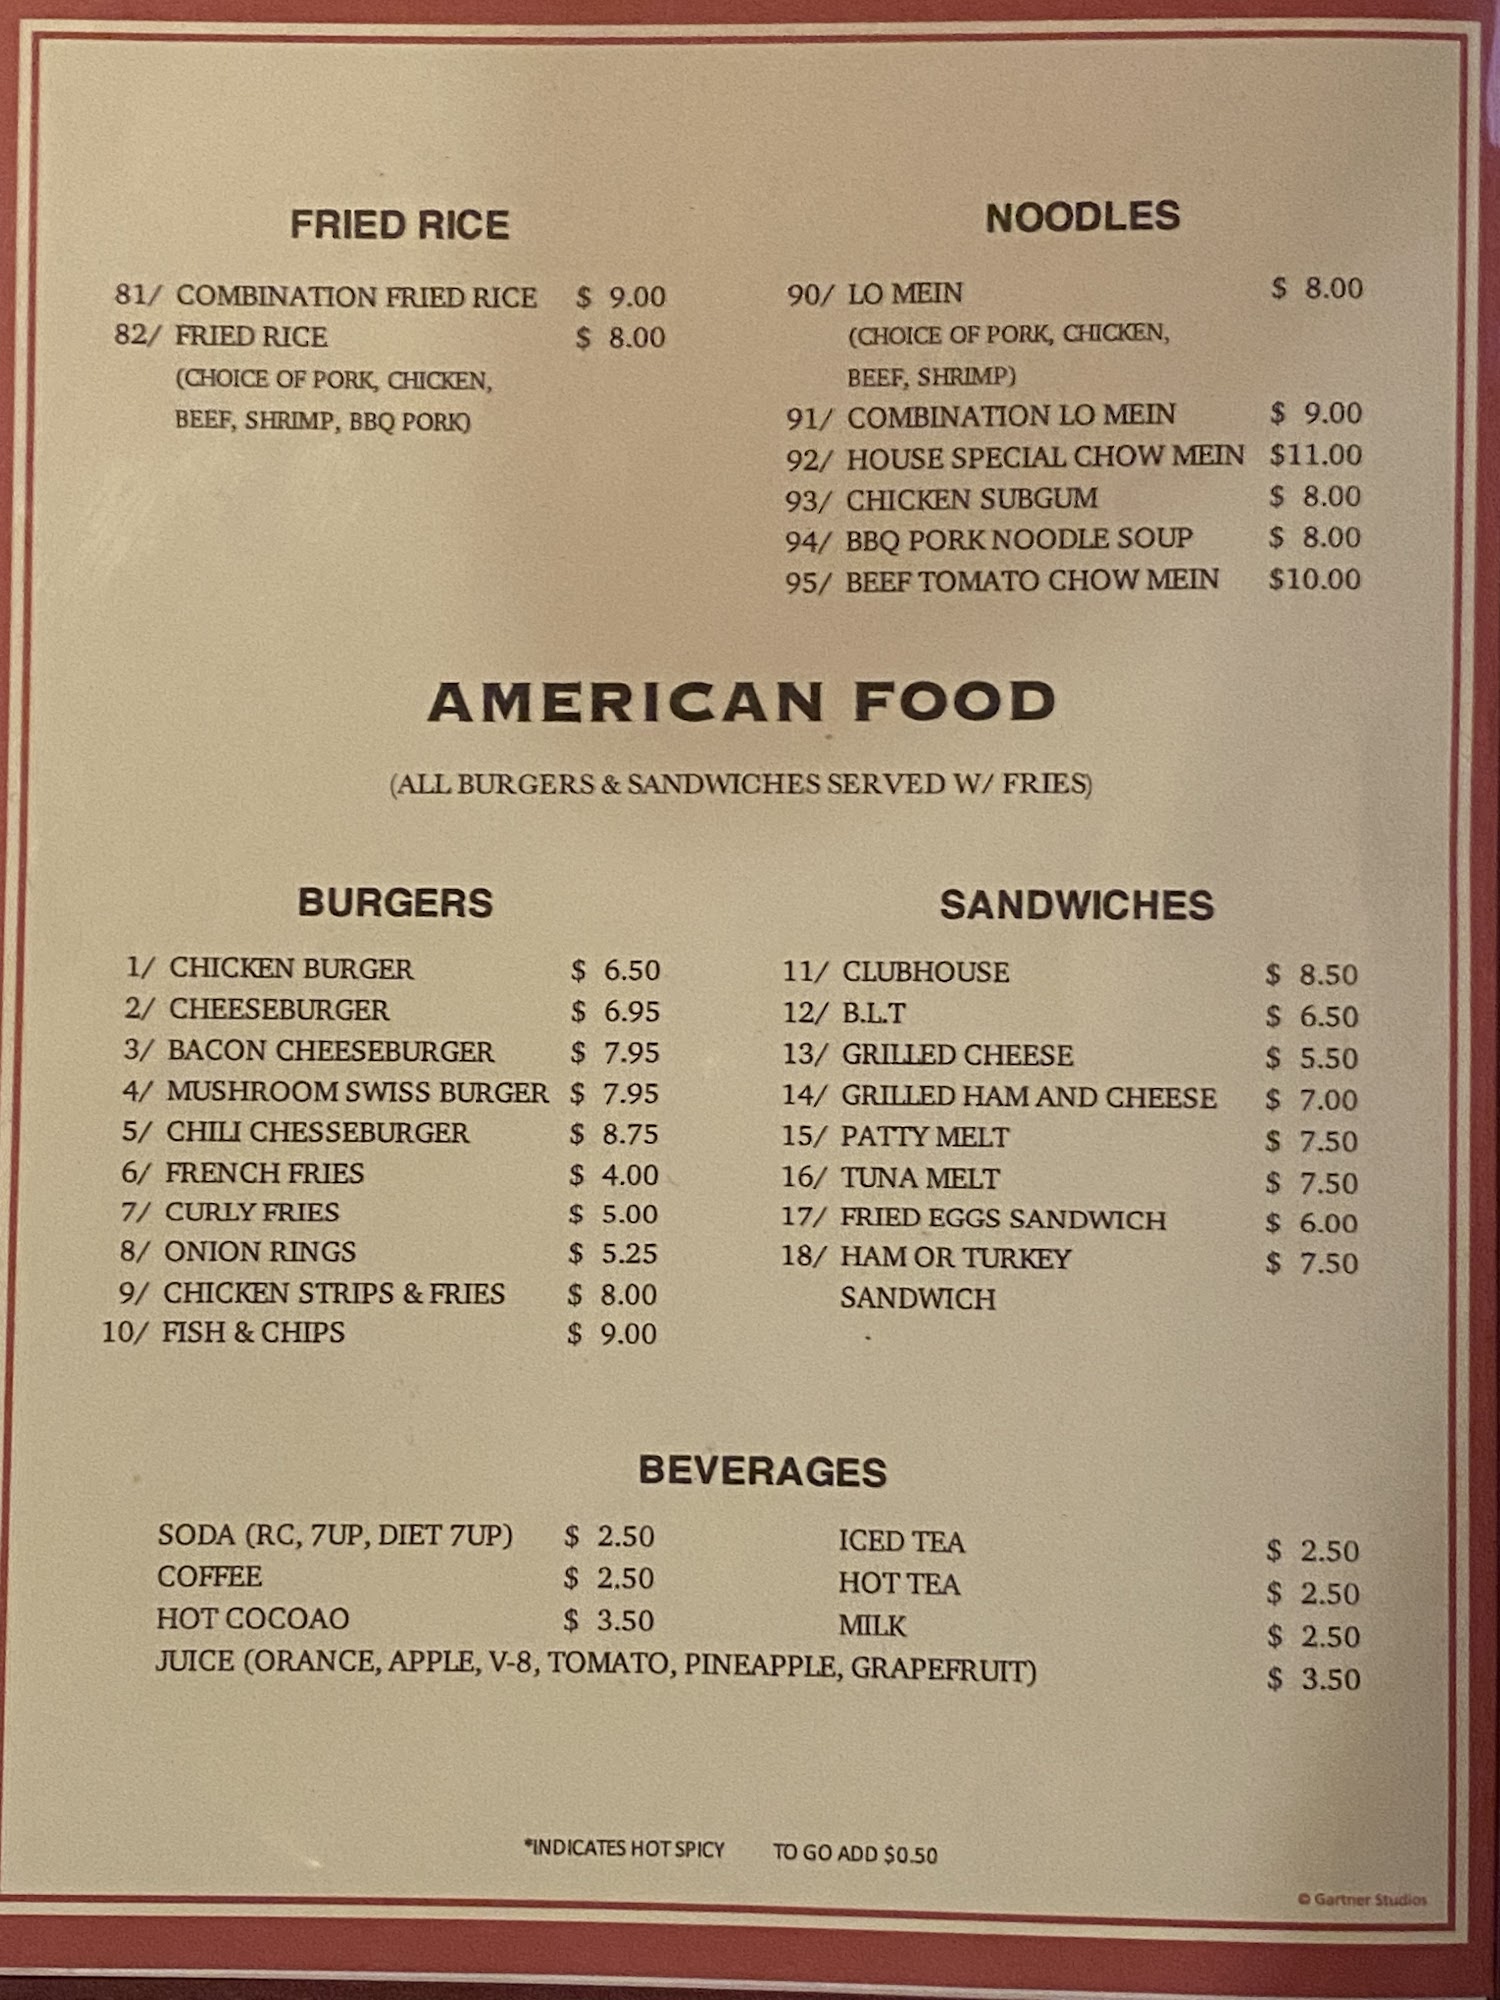 FRIED RICE
81/ COMBINATION FRIED RICE $ 9.00
82/ FRIED RICE $ 8.00
(CHOICE OF PORK, CHICKEN,
BEEF, SHRIMP, BBQ PORK)
NOODLES
90/ LO MEIN $ 8.00
(CHOICE OF PORK, CHICKEN,
BEEF, SHRIMP)
91/ COMBINATION LO MEIN $ 9.00
92/ HOUSE SPECIAL CHOW MEIN $11.00
93/ CHICKEN SUBGUM $ 8.00
94/ BBQ PORK NOODLE SOUP $ 8.00
95/ BEEF TOMATO CHOW MEIN $10.00
AMERICAN FOOD
(ALL BURGERS & SANDWICHES SERVED W/ FRIES)
BURGERS
1/ CHICKEN BURGER $ 6.50
2/ CHEESEBURGER $ 6.95
3/ BACON CHEESEBURGER $ 7.95
4/ MUSHROOM SWISS BURGER $ 7.95
5/ CHILI CHESSEBURGER $ 8.75
6/ FRENCH FRIES $ 4.00
7/ CURLY FRIES $ 5.00
8/ ONION RINGS $ 5.25
9/ CHICKEN STRIPS & FRIES $ 8.00
10/ FISH & CHIPS $ 9.00
SANDWICHES
11/ CLUBHOUSE $ 8.50
12/ B.L.T $ 6.50
13/ GRILLED CHEESE $ 5.50
14/ GRILLED HAM AND CHEESE $ 7.00
15/ PATTY MELT $ 7.50
16/ TUNA MELT $ 7.50
17/ FRIED EGGS SANDWICH $ 6.00
18/ HAM OR TURKEY $ 7.50
SANDWICH
BEVERAGES
SODA (RC, 7UP, DIET 7UP) $ 2.50
COFFEE $ 2.50
HOT COCOAO $ 3.50
ICED TEA $ 2.50
HOT TEA $ 2.50
MILK $ 2.50
JUICE (ORANCE, APPLE, V-8, TOMATO, PINEAPPLE, GRAPEFRUIT) $ 3.50
*INDICATES HOT SPICY TO GO ADD $0.50
© Gartner Studios